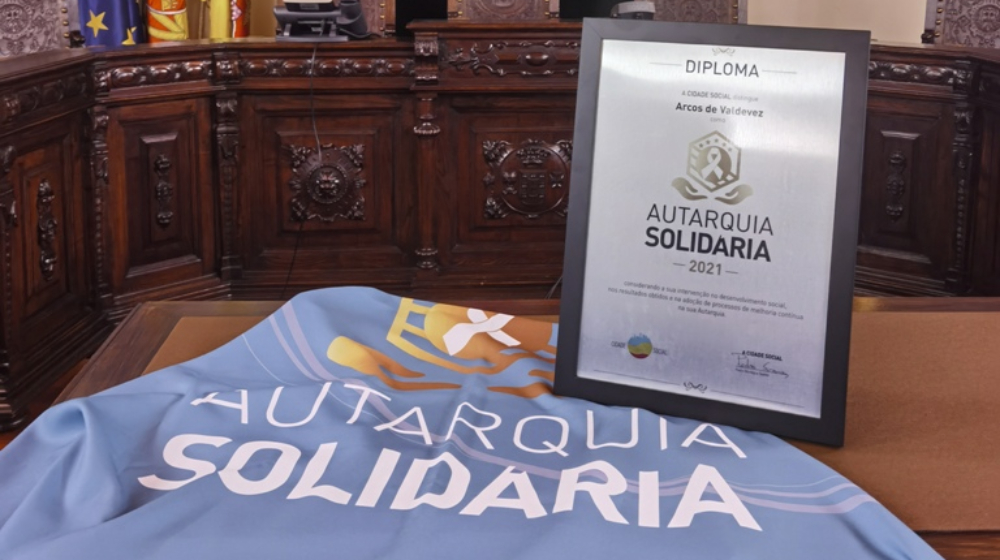 DIPLOMA
A CIDADE SOCIAL distingue
Arcos de Valdevez
como
AUTARQUIA
SOLIDARIA
2021
considerando a sua intervenção no desenvolvimento social,
nos resultados obtidos e na adoção de processos de melhoria contínua
na sua Autarquia
CIDADE SOCIAL
A CIDADE SOCIAL
AUTARQUIA
SOLIDARIA